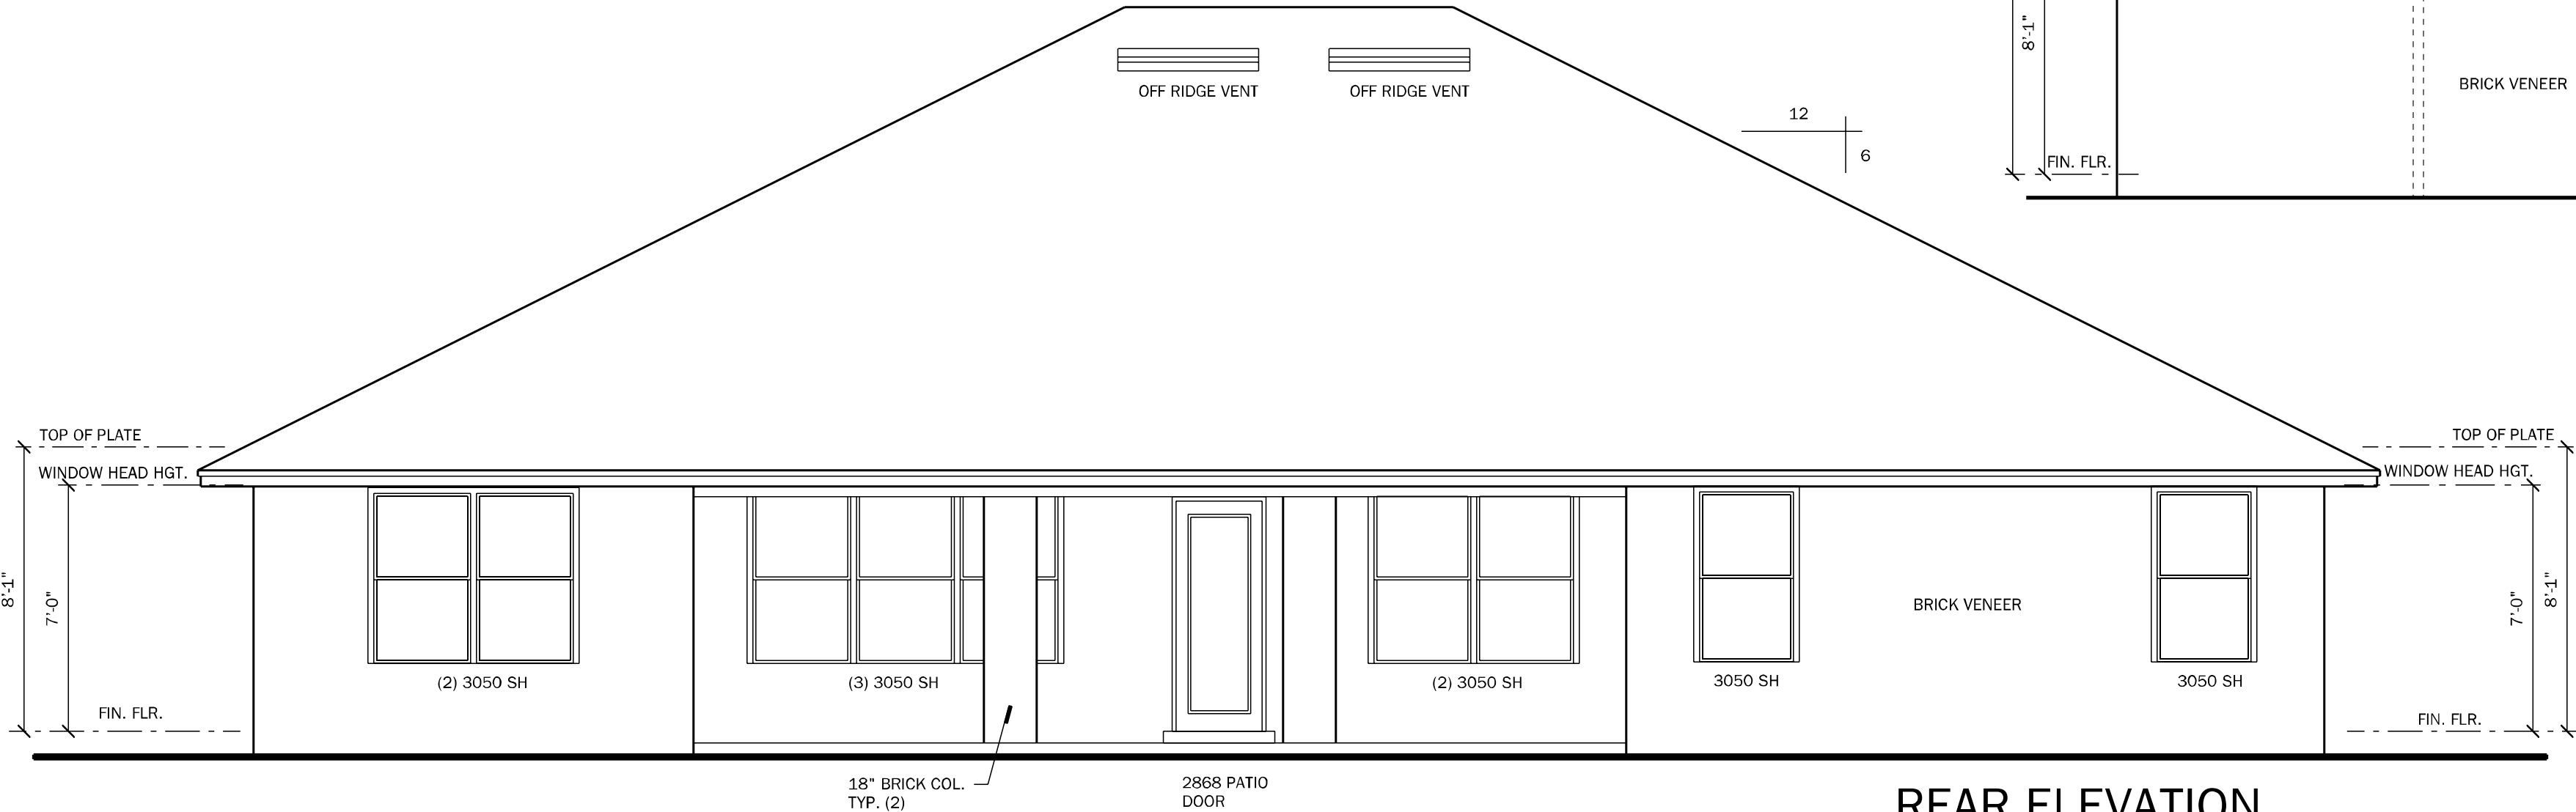 OFF RIDGE VENT
OFF RIDGE VENT
12
6
8'-1"
BRICK VENEER
FIN. FLR.
TOP OF PLATE
WINDOW HEAD HGT.
8'-1"
7'-0"
FIN. FLR.
(2) 3050 SH
(3) 3050 SH
(2) 3050 SH
3050 SH
BRICK VENEER
3050 SH
TOP OF PLATE
WINDOW HEAD HGT.
7'-0"
8'-1"
FIN. FLR.
18" BRICK COL.
TYP. (2)
2868 PATIO
DOOR
REAR ELEVATION